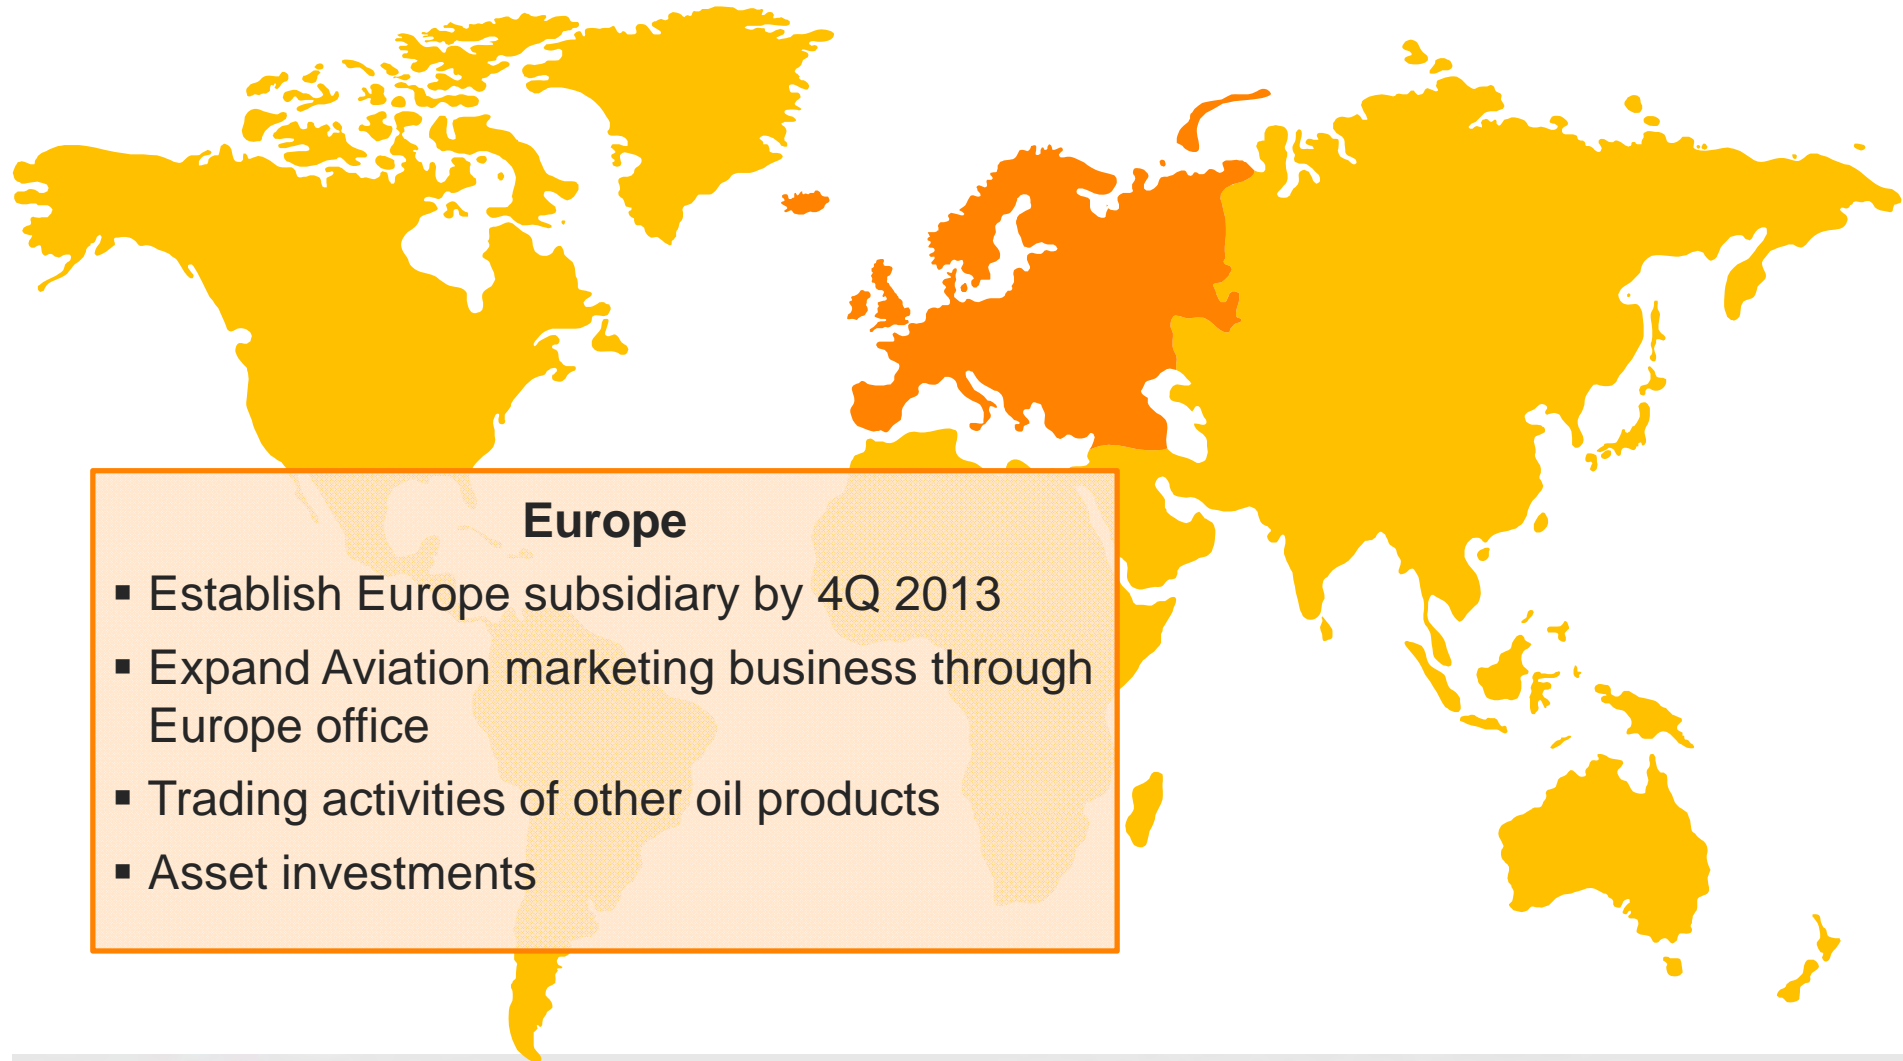 Europe
▪ Establish Europe subsidiary by 4Q 2013
▪ Expand Aviation marketing business through
Europe office
▪ Trading activities of other oil products
▪ Asset investments